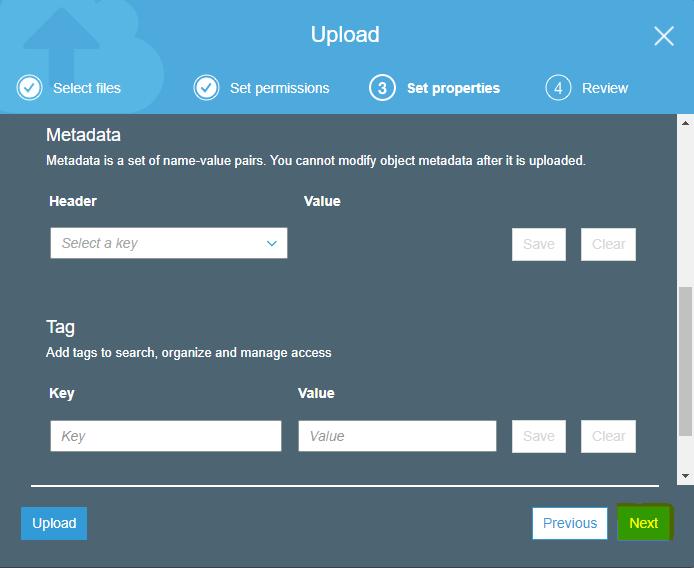 Upload
Select files
Set permissions
3 Set properties
4 Review
Metadata
Metadata is a set of name-value pairs. You cannot modify object metadata after it is uploaded.
Header Value
Select a key Save Clear
Tag
Add tags to search, organize and manage access
Key Value
Key Value Save Clear
Upload Previous Next